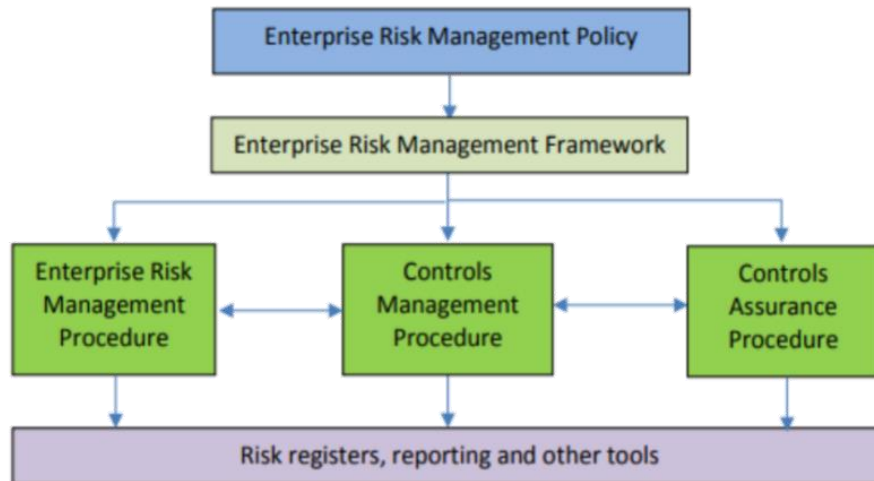 Enterprise Risk Management Policy
Enterprise Risk Management Framework
Enterprise Risk
Management
Procedure
Controls
Management
Procedure
Controls
Assurance
Procedure
Risk registers, reporting and other tools